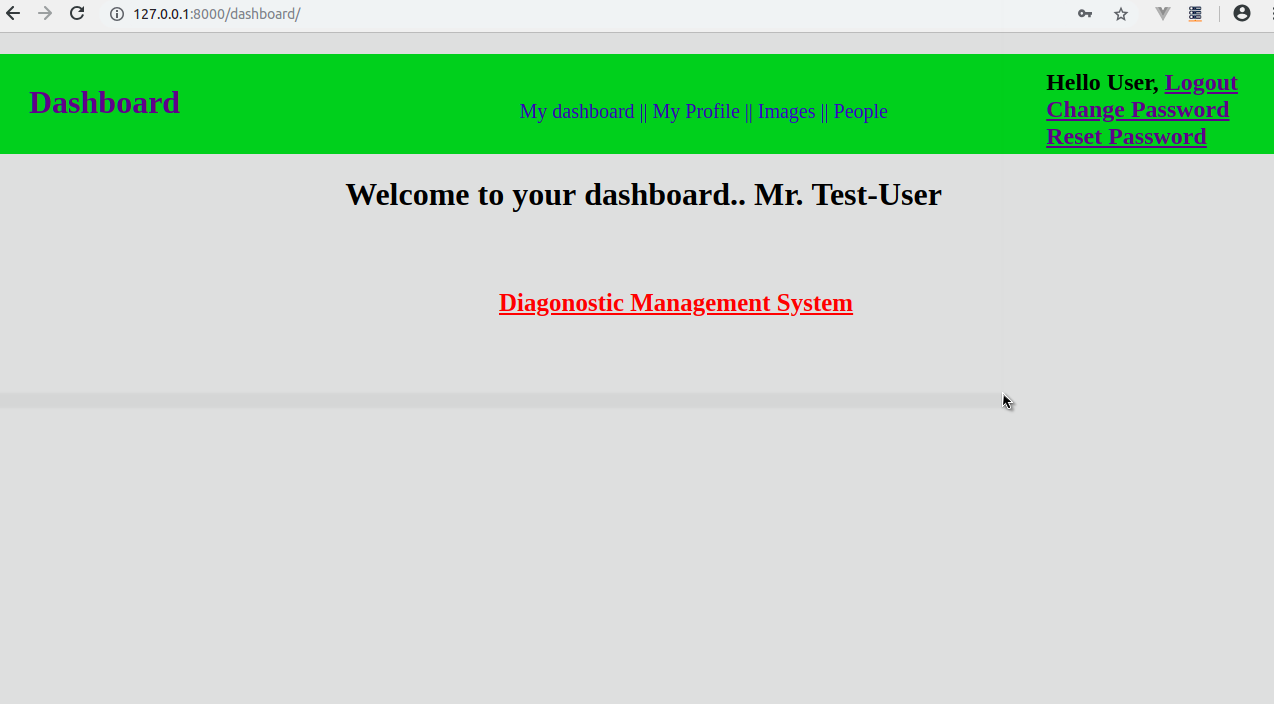 127.0.0.1:8000/dashboard/
Dashboard
My dashboard || My Profile || Images || People
Hello User, Logout
Change Password
Reset Password
Welcome to your dashboard.. Mr. Test-User
Diagonostic Management System